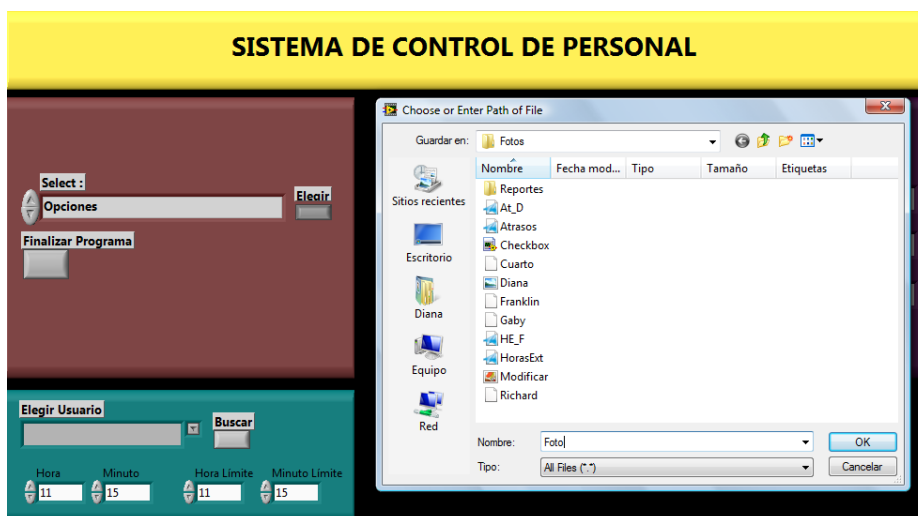 SISTEMA DE CONTROL DE PERSONAL
Select :
Opciones
Elegir
Finalizar Programa
Elegir Usuario
Buscar
Hora
Minuto
Hora Límite
Minuto Límite
11
15
11
15
Choose or Enter Path of File
Guardar en:
Fotos
Sitios recientes
Escritorio
Diana
Equipo
Red
Nombre
Fecha mod...
Tipo
Tamaño
Etiquetas
Reportes
At_D
Atrasos
Checkbox
Cuarto
Diana
Franklin
Gaby
HE_F
HorasExt
Modificar
Richard
Nombre:
Foto
OK
Tipo:
All Files (*.*)
Cancelar